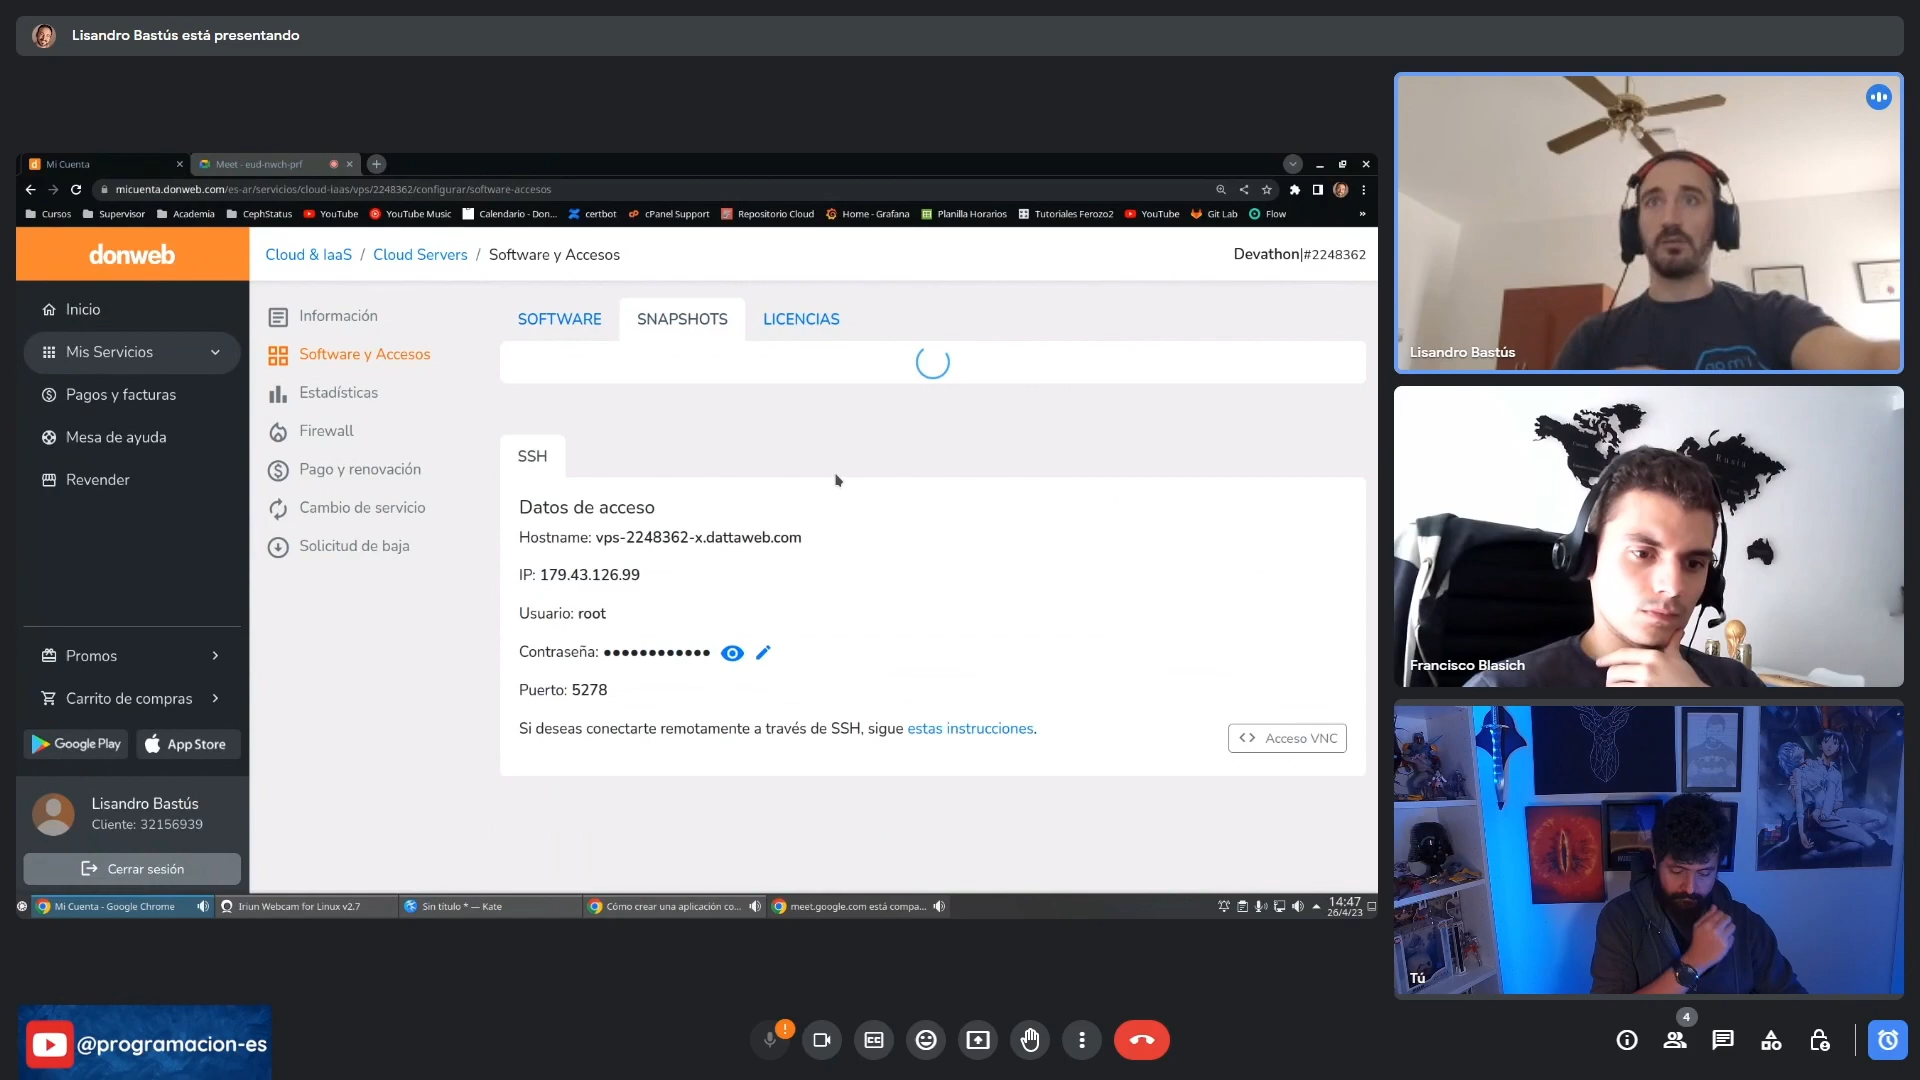 Lisandro Bastús está presentando
Mi Cuenta
Meet - eud-nwch-prf
micuenta.donweb.com/es-ar/servicios/cloud-iaas/vps/2248362/configurar/software-accesos
Cursos
Supervisor
Academia
CephStatus
YouTube
YouTube Music
Calendario - Don...
certbot
cPanel Support
Repositorio Cloud
Home - Grafana
Planilla Horarios
Tutoriales Ferozo2
YouTube
Git Lab
Flow
»
donweb
Cloud & IaaS / Cloud Servers / Software y Accesos
Devathon|#2248362
Inicio
Mis Servicios
Pagos y facturas
Mesa de ayuda
Revender
Promos
Carrito de compras
Google Play
App Store
Lisandro Bastús
Cliente: 32156939
Cerrar sesión
Información
Software y Accesos
Estadísticas
Firewall
Pago y renovación
Cambio de servicio
Solicitud de baja
SOFTWARE
SNAPSHOTS
LICENCIAS
SSH
Datos de acceso
Hostname: vps-2248362-x.dattaweb.com
IP: 179.43.126.99
Usuario: root
Contraseña: ••••••••••••
Puerto: 5278
Si deseas conectarte remotamente a través de SSH, sigue estas instrucciones.
Acceso VNC
Mi Cuenta - Google Chrome
Iriun Webcam for Linux v2.7
Sin título * — Kate
Cómo crear una aplicación co...
meet.google.com está compa...
14:47
26/4/23
Lisandro Bastús
Francisco Blasich
Tú
@programacion-es
4